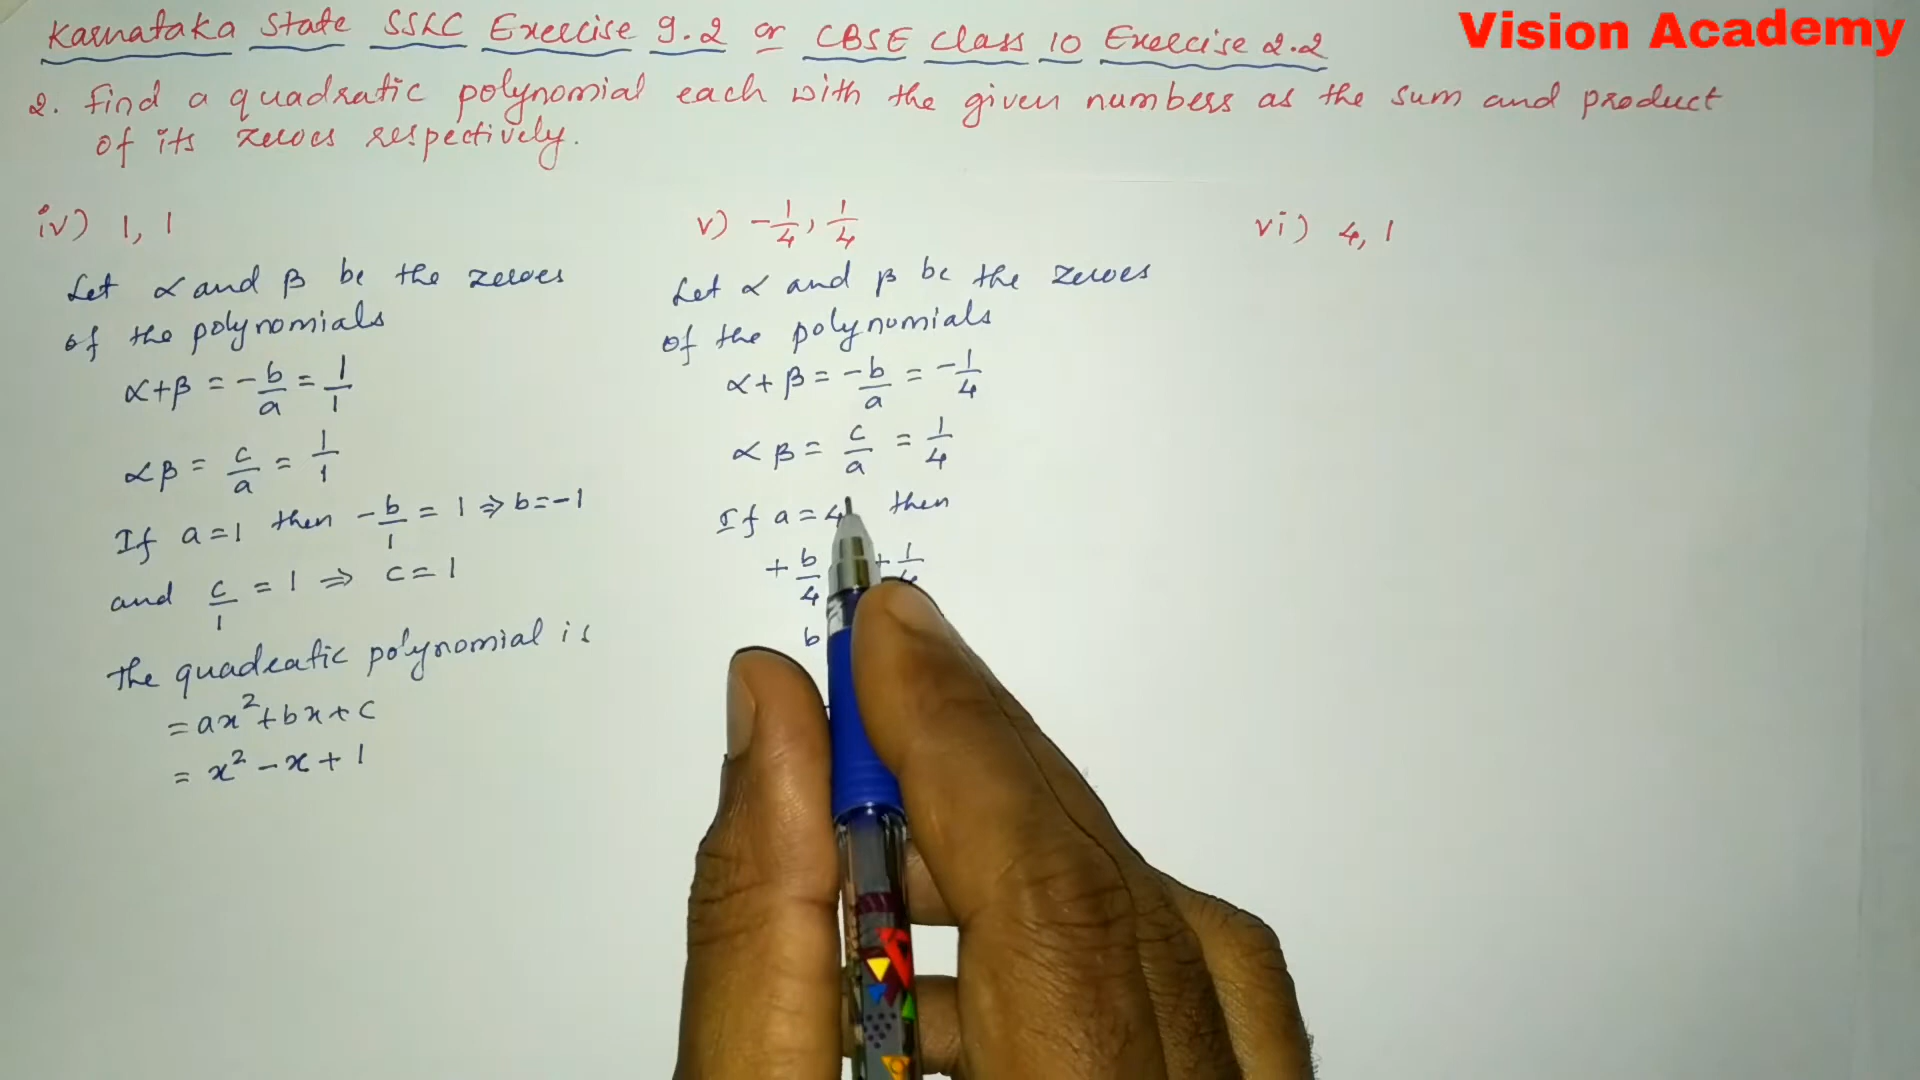 Karnataka State SSLC Exercise 9.2 or CBSE Class 10 Exercise 2.2
Vision Academy
2. Find a quadratic polynomial each with the given numbers as the sum and product
of its zeroes respectively.
iv) 1, 1
Let α and β be the zeroes
of the polynomials
α+β = -b/a = 1/1
αβ = c/a = 1/1
If a=1 then -b/1 = 1 ⇒ b=-1
and c/1 = 1 ⇒ c=1
The quadratic polynomial is
= ax²+bx+c
= x²-x+1
v) -1/4, 1/4
Let α and β be the zeroes
of the polynomials
α+β = -b/a = -1/4
αβ = c/a = 1/4
If a=4 then
+b/4 +1/4
b
vi) 4, 1